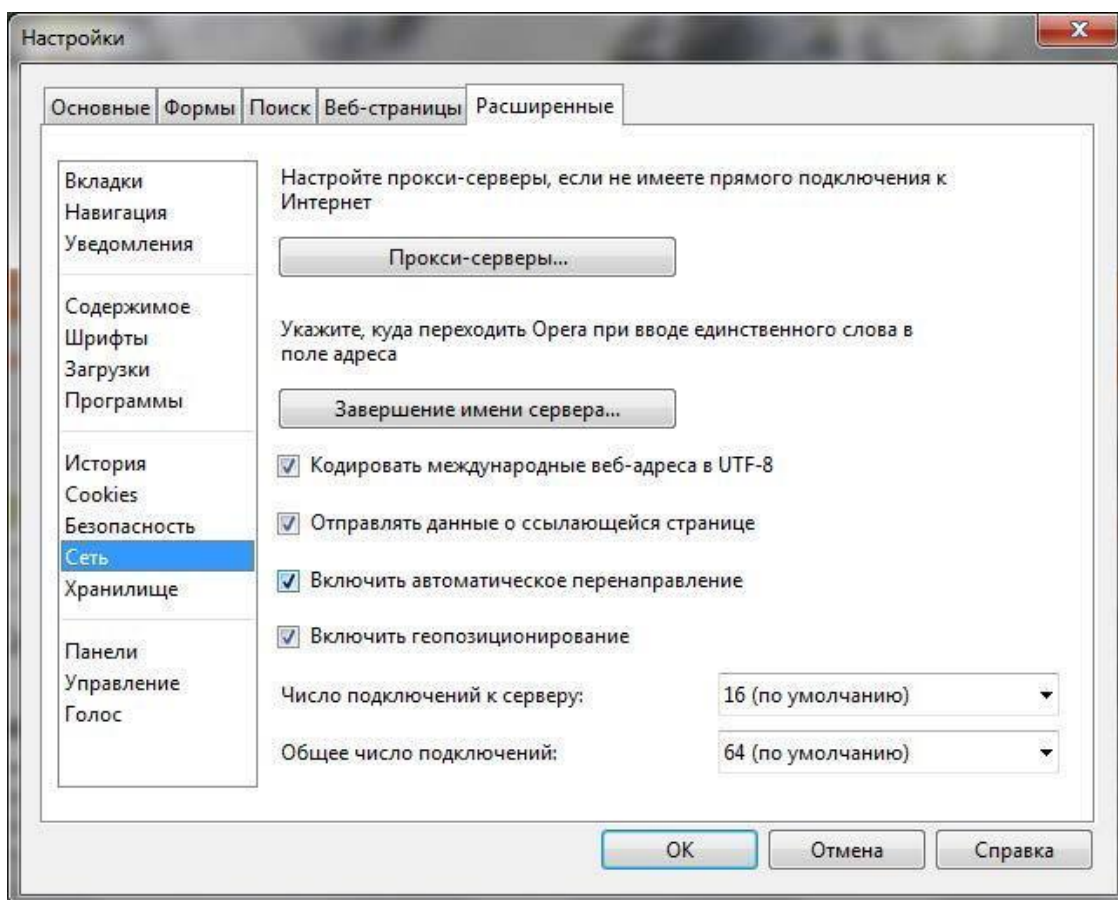 Настройки
Основные Формы Поиск Веб-страницы Расширенные
Вкладки
Навигация
Уведомления
Содержимое
Шрифты
Загрузки
Программы
История
Cookies
Безопасность
Сеть
Хранилище
Панели
Управление
Голос
Настройте прокси-серверы, если не имеете прямого подключения к
Интернет
Прокси-серверы...
Укажите, куда переходить Opera при вводе единственного слова в
поле адреса
Завершение имени сервера...
Кодировать международные веб-адреса в UTF-8
Отправлять данные о ссылающейся странице
Включить автоматическое перенаправление
Включить геопозиционирование
Число подключений к серверу: 16 (по умолчанию)
Общее число подключений: 64 (по умолчанию)
OK Отмена Справка